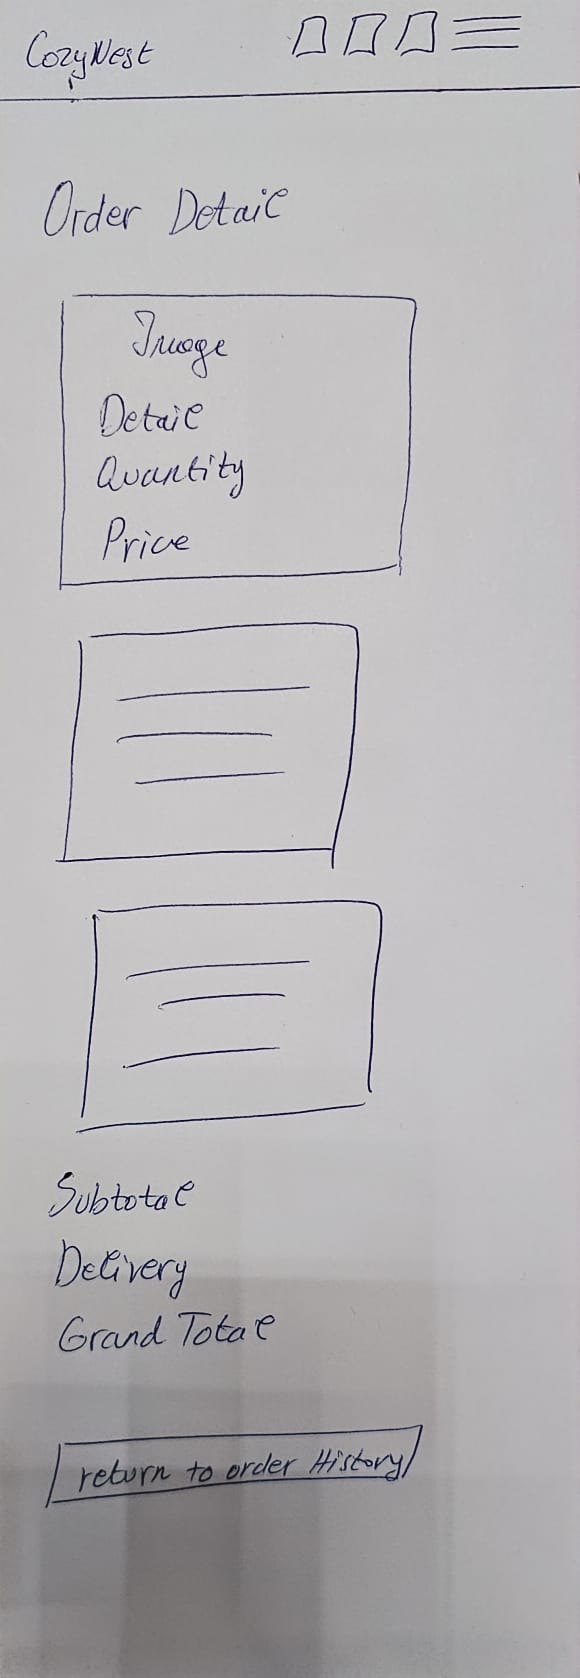 CozyNest
Order Detail
Image
Detail
Quantity
Price
Subtotal
Delivery
Grand Total
return to order History